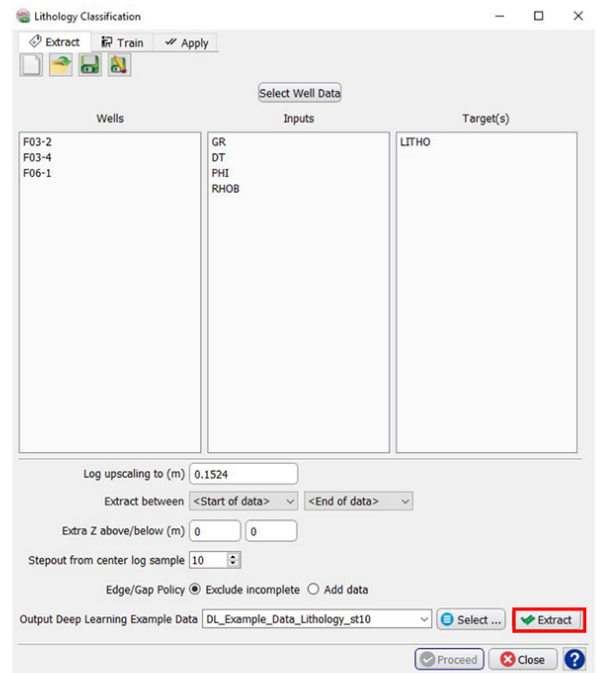 Lithology Classification
Extract Train Apply
Select Well Data
Wells Inputs Target(s)
F03-2 GR LITHO
F03-4 DT
F06-1 PHI
RHOB
Log upscaling to (m) 0.1524
Extract between <Start of data> <End of data>
Extra Z above/below (m) 0 0
Stepout from center log sample 10
Edge/Gap Policy Exclude incomplete Add data
Output Deep Learning Example Data DL_Example_Data_Lithology_st10 Select ... Extract
Proceed Close ?